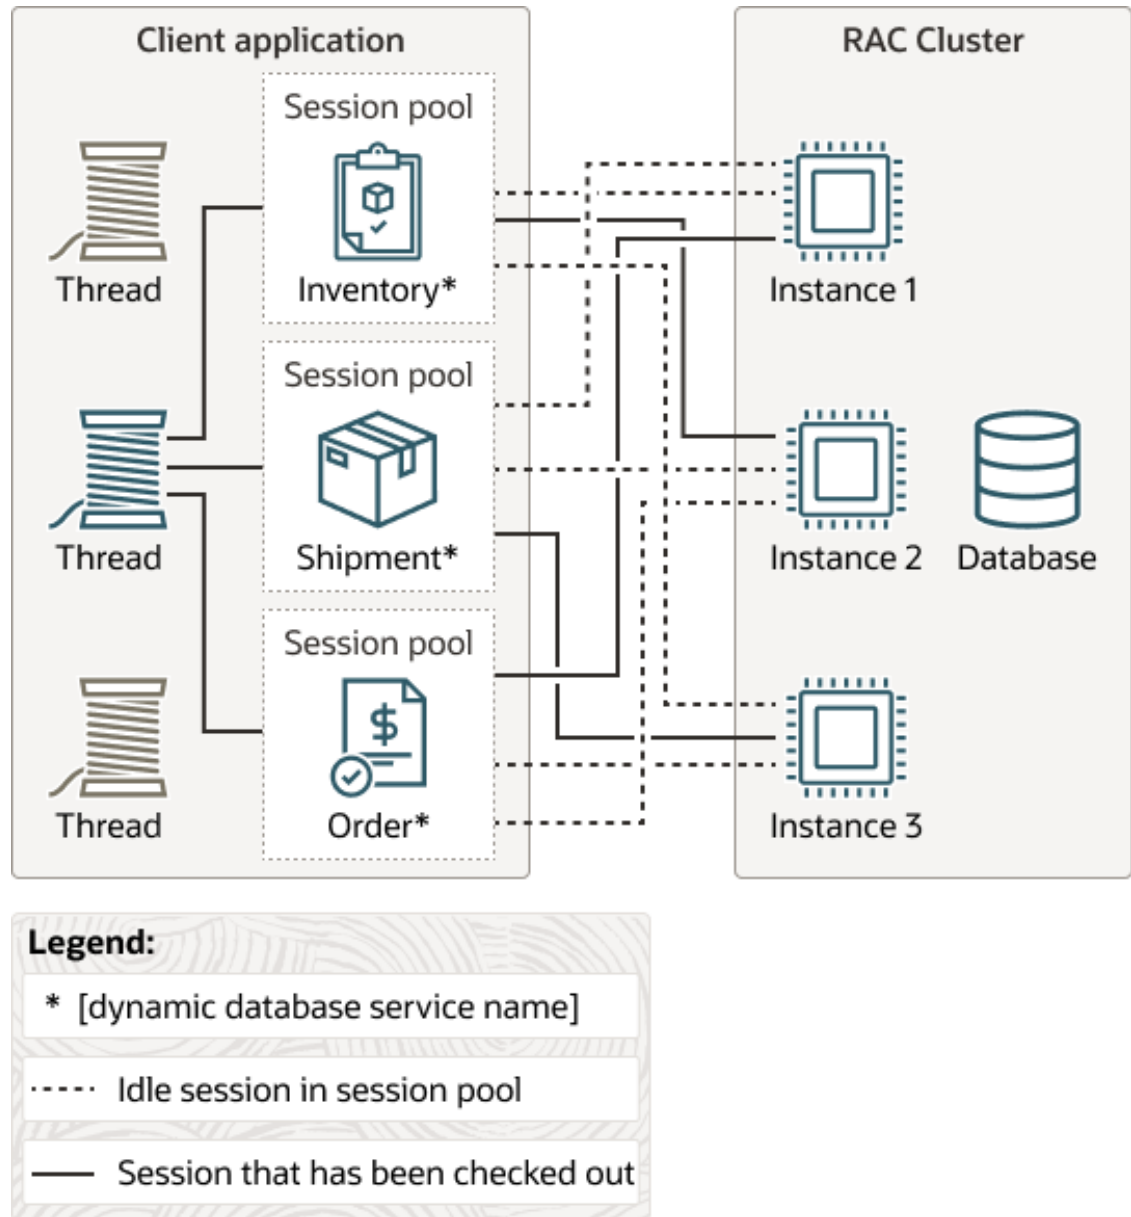 Client application
RAC Cluster
Session pool
Inventory*
Thread
Instance 1
Session pool
Shipment*
Thread
Instance 2
Database
Session pool
$
Order*
Thread
Instance 3
Legend:
* [dynamic database service name]
Idle session in session pool
Session that has been checked out